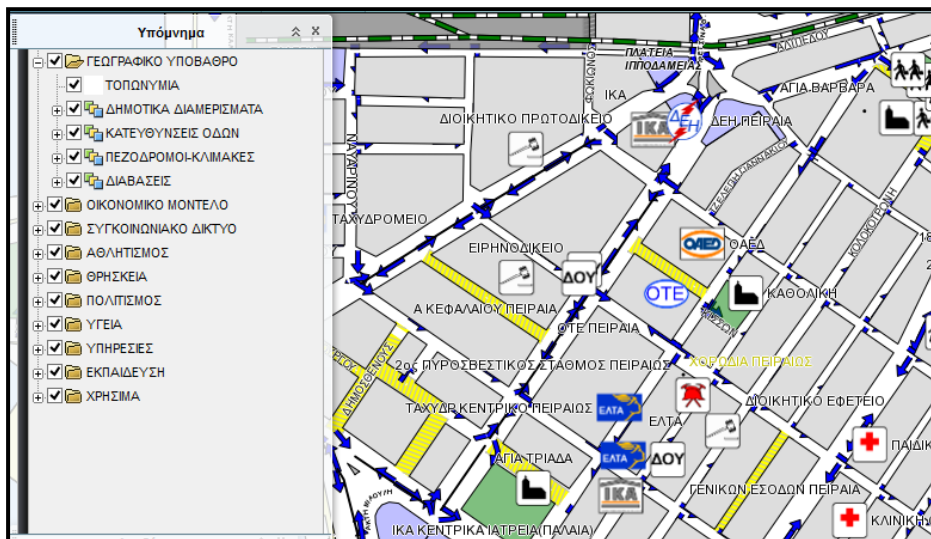 Υπόμνημα
ΓΕΩΓΡΑΦΙΚΟ ΥΠΟΒΑΘΡΟ
ΤΟΠΩΝΥΜΙΑ
ΔΗΜΟΤΙΚΑ ΔΙΑΜΕΡΙΣΜΑΤΑ
ΚΑΤΕΥΘΥΝΣΕΙΣ ΟΔΩΝ
ΠΕΖΟΔΡΟΜΟΙ-ΚΛΙΜΑΚΕΣ
ΔΙΑΒΑΣΕΙΣ
ΟΙΚΟΝΟΜΙΚΟ ΜΟΝΤΕΛΟ
ΣΥΓΚΟΙΝΩΝΙΑΚΟ ΔΙΚΤΥΟ
ΑΘΛΗΤΙΣΜΟΣ
ΘΡΗΣΚΕΙΑ
ΠΟΛΙΤΙΣΜΟΣ
ΥΓΕΙΑ
ΥΠΗΡΕΣΙΕΣ
ΕΚΠΑΙΔΕΥΣΗ
ΧΡΗΣΙΜΑ
ΠΛΑΤΕΙΑ
ΙΠΠΟΔΑΜΕΙΑΣ
ΑΛΙΠΕΔΟΥ
ΑΓΙΑ ΒΑΡΒΑΡΑ
ΙΚΑ
ΔΙΟΙΚΗΤΙΚΟ ΠΡΩΤΟΔΙΚΕΙΟ
ΙΚΑ
ΔΕΗ
ΔΕΗ ΠΕΙΡΑΙΑ
ΝΑΥΑΡΙΝΟΥ
ΤΖΕΛΕΠΗ ΓΙΑΝΝΑΚΟΥ
ΚΟΛΟΚΟΤΡΩΝΗ
ΤΑΧΥΔΡΟΜΕΙΟ
ΕΙΡΗΝΟΔΙΚΕΙΟ
ΟΑΕΔ
ΟΑΕΔ
ΔΟΥ
ΟΤΕ
ΚΑΘΟΛΙΚΗ
Α ΚΕΦΑΛΑΙΟΥ ΠΕΙΡΑΙΑ
ΟΤΕ ΠΕΙΡΑΙΑ
2ος ΠΥΡΟΣΒΕΣΤΙΚΟΣ ΣΤΑΘΜΟΣ ΠΕΙΡΑΙΩΣ
ΧΟΡΩΔΙΑ ΠΕΙΡΑΙΩΣ
ΔΗΜΟΣΘΕΝΟΥΣ
ΤΑΧΥΔΡ ΚΕΝΤΡΙΚΟ ΠΕΙΡΑΙΩΣ
ΕΛΤΑ
ΕΛΤΑ
ΔΙΟΙΚΗΤΙΚΟ ΕΦΕΤΕΙΟ
ΑΓΙΑ ΤΡΙΑΔΑ
ΕΛΤΑ
ΔΟΥ
ΙΚΑ
ΓΕΝΙΚΩΝ ΕΣΟΔΩΝ ΠΕΙΡΑΙΑ
ΙΚΑ ΚΕΝΤΡΙΚΑ ΙΑΤΡΕΙΑ(ΠΑΛΑΙΑ)